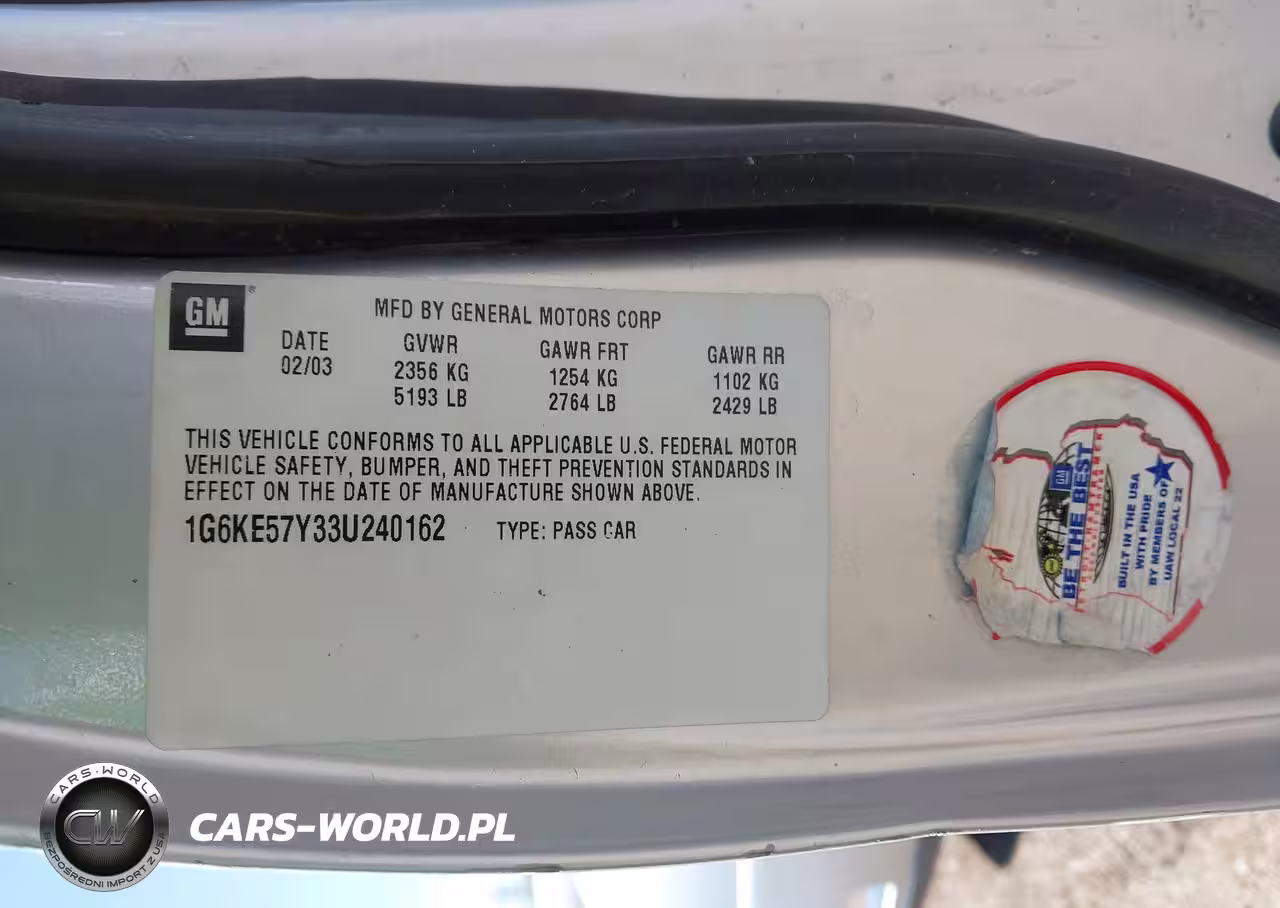 GM
MFD BY GENERAL MOTORS CORP
DATE GVWR GAWR FRT GAWR RR
02/03 2356 KG 1254 KG 1102 KG
5193 LB 2764 LB 2429 LB
THIS VEHICLE CONFORMS TO ALL APPLICABLE U.S. FEDERAL MOTOR
VEHICLE SAFETY, BUMPER, AND THEFT PREVENTION STANDARDS IN
EFFECT ON THE DATE OF MANUFACTURE SHOWN ABOVE.
1G6KE57Y33U240162 TYPE: PASS CAR
GM
BE THE BEST
BUILT IN THE USA
WITH PRIDE
BY MEMBERS OF
UAW LOCAL 22
CARS-WORLD
CW
BEZPOŚREDNI IMPORT Z USA
CARS-WORLD.PL